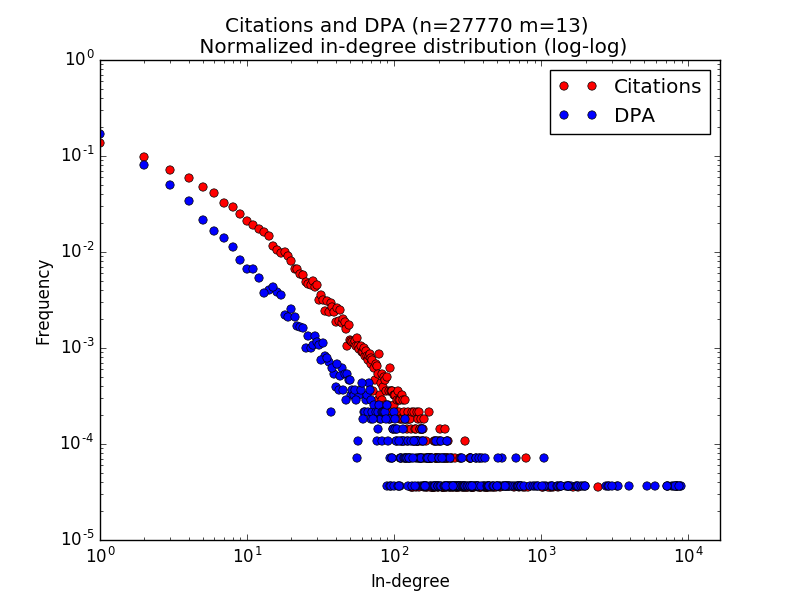 Citations and DPA (n=27770 m=13)
Normalized in-degree distribution (log-log)
Citations
DPA
Frequency
10^0
10^-1
10^-2
10^-3
10^-4
10^-5
10^0 10^1 10^2 10^3 10^4
In-degree